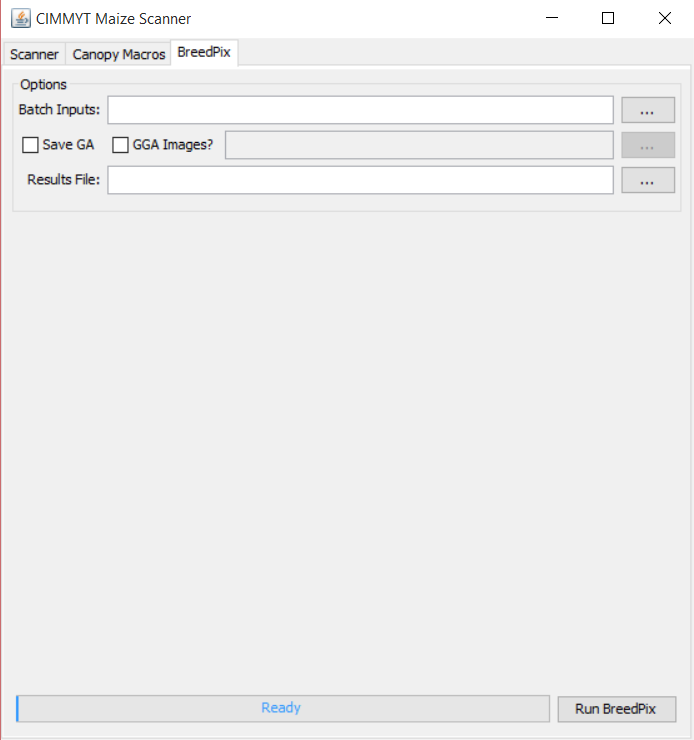 CIMMYT Maize Scanner
Scanner Canopy Macros BreedPix
Options
Batch Inputs: ...
Save GA GGA Images? ...
Results File: ...
Ready Run BreedPix